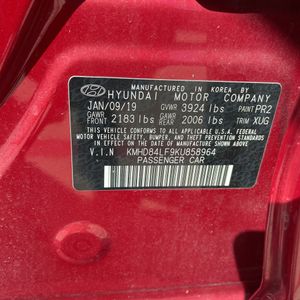 MANUFACTURED IN KOREA BY
HYUNDAI MOTOR COMPANY
JAN/09/19 GVWR 3924 lbs PAINT PR2
GAWR FRONT 2183 lbs GAWR REAR 2006 lbs TRIM XUG
THIS VEHICLE CONFORMS TO ALL APPLICABLE U.S. FEDERAL MOTOR VEHICLE SAFETY, BUMPER, AND THEFT PREVENTION STANDARDS IN EFFECT ON THE DATE OF MANUFACTURE SHOWN ABOVE.
V.I.N KMHD84LF9KU858964
PASSENGER CAR